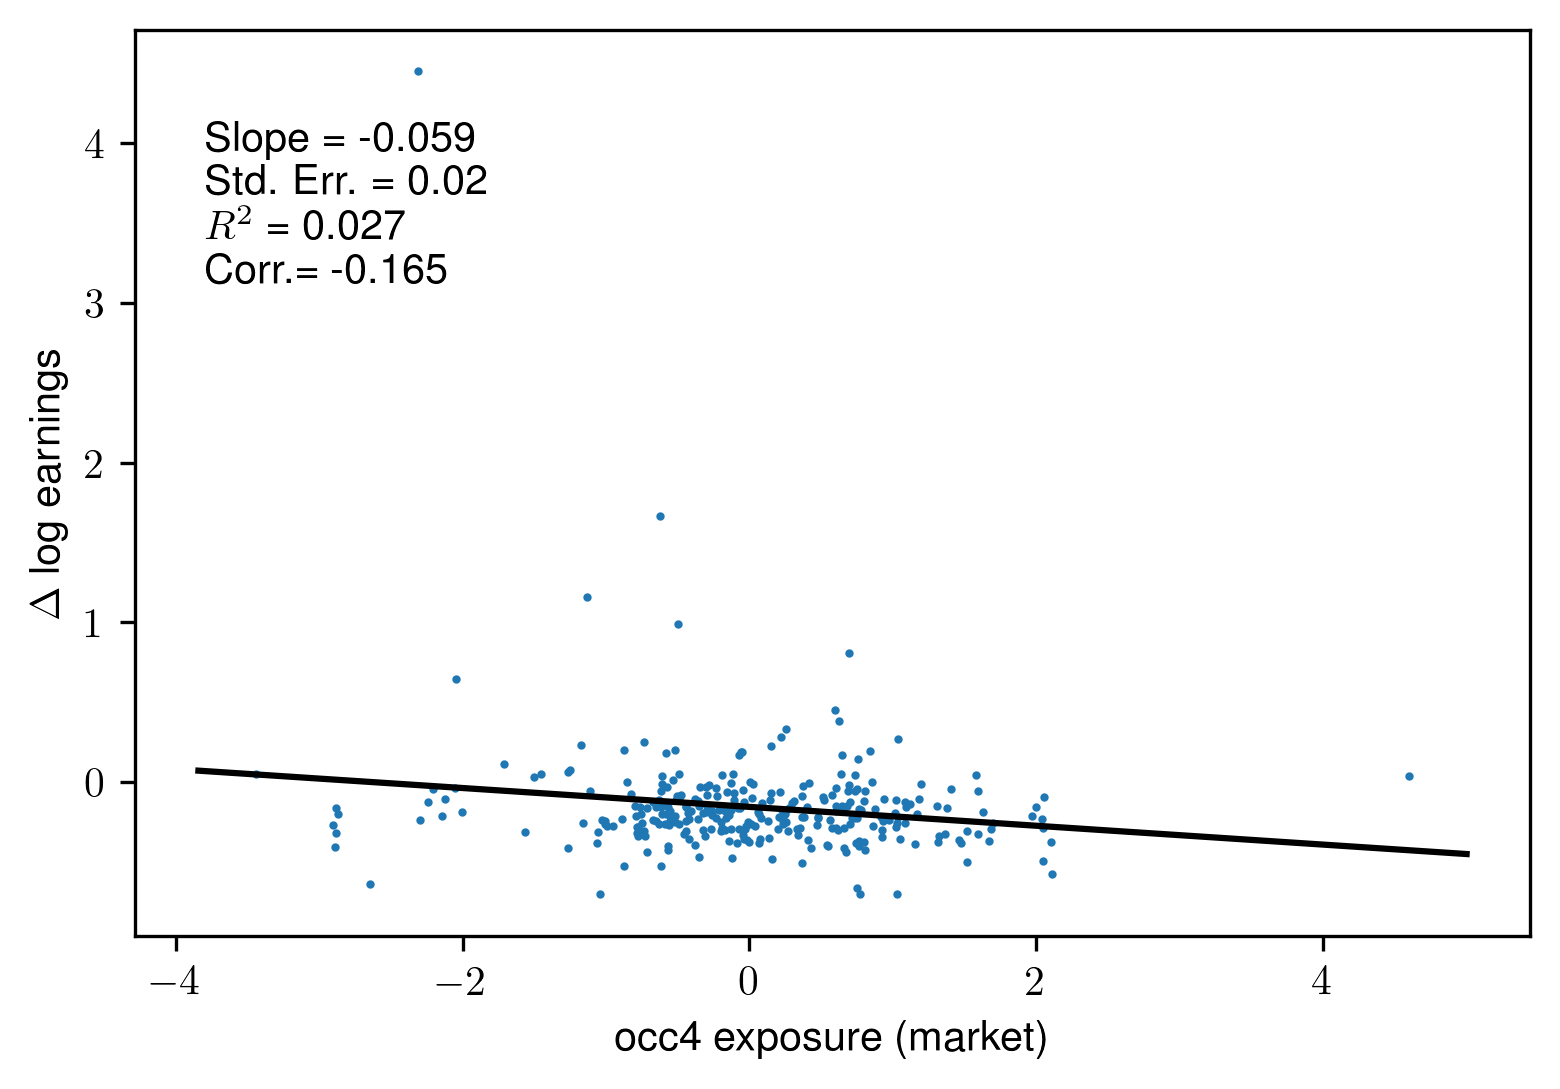 Slope = -0.059
Std. Err. = 0.02
R² = 0.027
Corr.= -0.165
Δ log earnings
4
3
2
1
0
−4 −2 0 2 4
occ4 exposure (market)